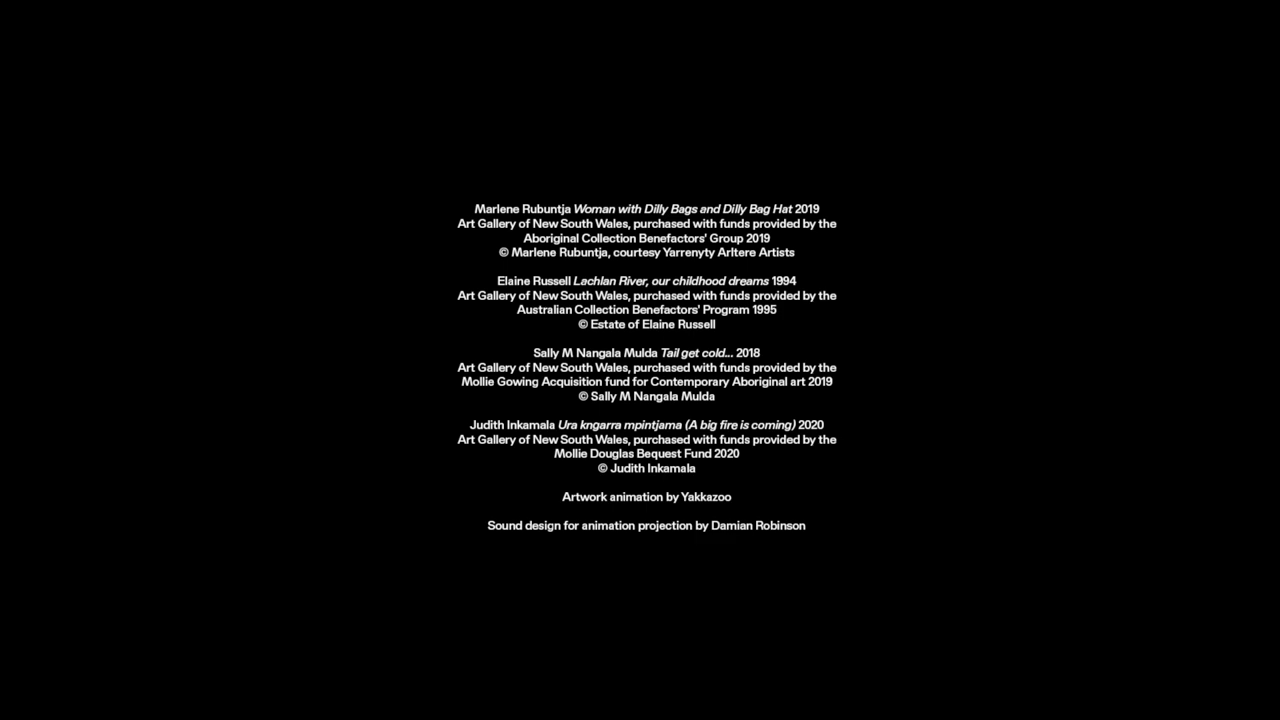 Marlene Rubuntja Woman with Dilly Bags and Dilly Bag Hat 2019
Art Gallery of New South Wales, purchased with funds provided by the
Aboriginal Collection Benefactors' Group 2019
© Marlene Rubuntja, courtesy Yarrenyty Arltere Artists
Elaine Russell Lachlan River, our childhood dreams 1994
Art Gallery of New South Wales, purchased with funds provided by the
Australian Collection Benefactors' Program 1995
© Estate of Elaine Russell
Sally M Nangala Mulda Tail get cold... 2018
Art Gallery of New South Wales, purchased with funds provided by the
Mollie Gowing Acquisition fund for Contemporary Aboriginal art 2019
© Sally M Nangala Mulda
Judith Inkamala Ura kngarra mpintjama (A big fire is coming) 2020
Art Gallery of New South Wales, purchased with funds provided by the
Mollie Douglas Bequest Fund 2020
© Judith Inkamala
Artwork animation by Yakkazoo
Sound design for animation projection by Damian Robinson